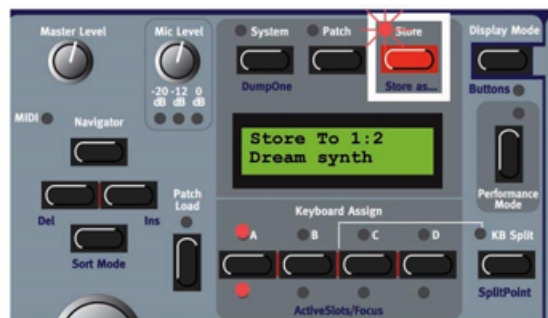 Master Level
Mic Level
System
Patch
Store
Display Mode
-20 -12 0
dB dB dB
DumpOne
Store as...
Buttons
MIDI
Navigator
Store To 1:2
Dream synth
Del
Ins
Patch
Load
Performance
Mode
Sort Mode
Keyboard Assign
A
B
C
D
KB Split
ActiveSlots/Focus
SplitPoint